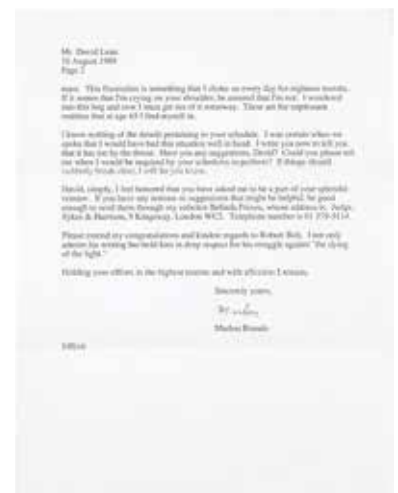 Mr. David Lean
16 August 1989
Page 2
mare. This frustration is something that I choke on every day for eighteen months.
If it seems that I'm crying on your shoulder, be assured that I'm not. I wandered
into this bog and now I must get out of it someway. These are the unpleasant
realities that at age 65 I find myself in.
I know nothing of the details pertaining to your schedule. I was certain when we
spoke that I would have had this situation well in hand. I write you now to tell you
that it has me by the throat. Have you any suggestions, David? Could you please tell
me when I would be required by your schedulers to perform? If things should
suddenly break clear, I will let you know.
David, simply, I feel honored that you have asked me to be a part of your splendid
venture. If you have any notions or suggestions that might be helpful, be good
enough to send them through my solicitor Belinda Frixou, whose address is: Judge,
Sykes & Harrison, 9 Kingsway, London WC2. Telephone number is 01 379-5114.
Please extend my congratulations and kindest regards to Robert Bolt. I not only
admire his writing but hold him in deep respect for his struggle against "the dying
of the light."
Holding your efforts in the highest esteem and with affection I remain,
Sincerely yours,
Marlon Brando